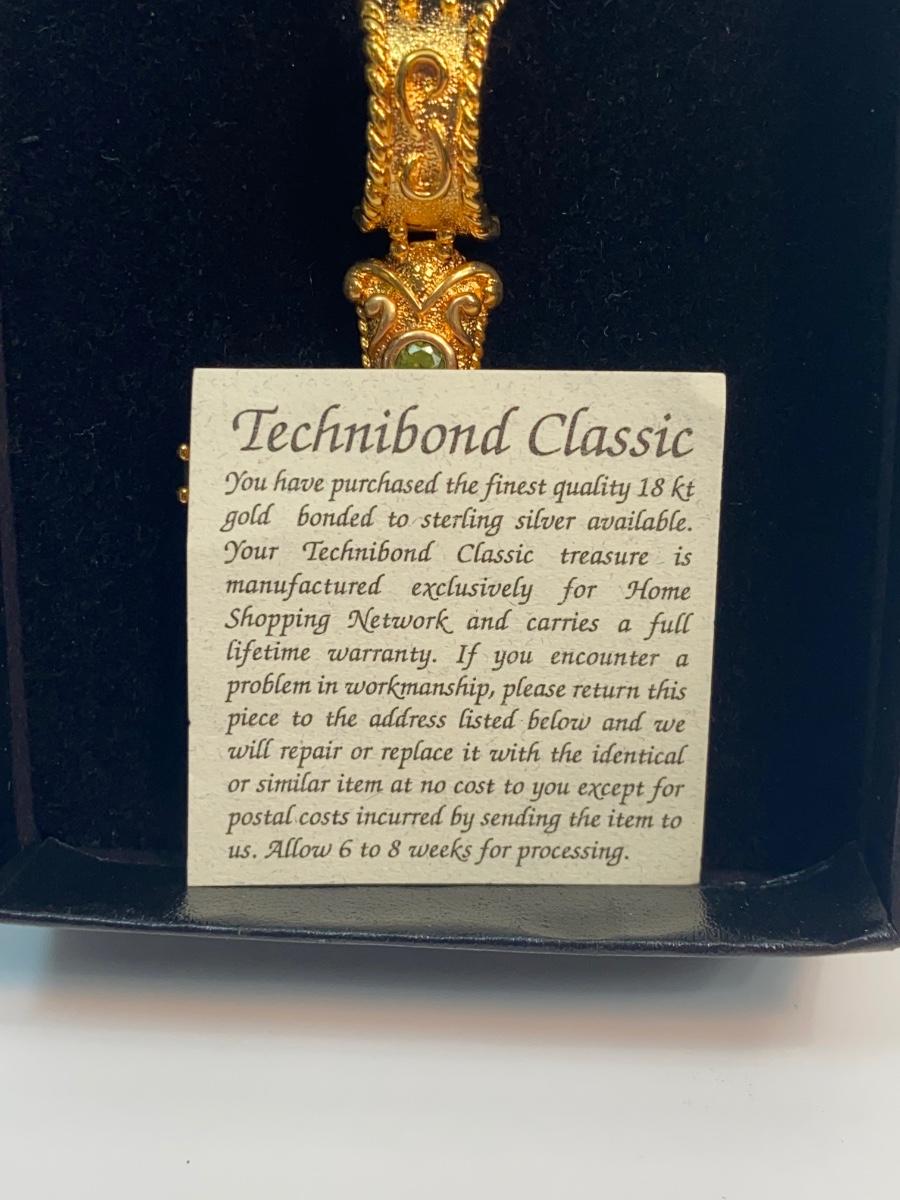 Technibond Classic
You have purchased the finest quality 18 kt
gold bonded to sterling silver available.
Your Technibond Classic treasure is
manufactured exclusively for Home
Shopping Network and carries a full
lifetime warranty. If you encounter a
problem in workmanship, please return this
piece to the address listed below and we
will repair or replace it with the identical
or similar item at no cost to you except for
postal costs incurred by sending the item to
us. Allow 6 to 8 weeks for processing.